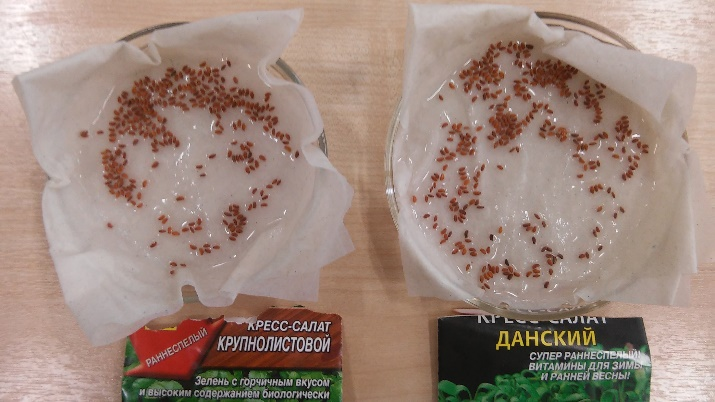 РАННЕСПЕЛЫЙ
КРЕСС-САЛАТ
КРУПНОЛИСТОВОЙ
Зелень с горчичным вкусом
и высоким содержанием биологически
КРЕСС-САЛАТ
ДАНСКИЙ
СУПЕР РАННЕСПЕЛЫЙ!
ВИТАМИНЫ ДЛЯ ЗИМЫ
И РАННЕЙ ВЕСНЫ!